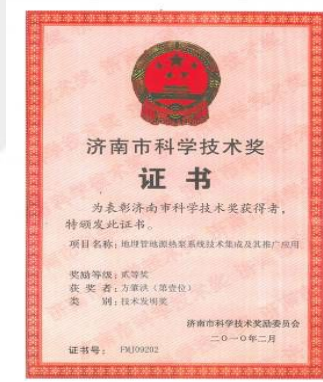 济南市科学技术奖
证 书
为表彰济南市科学技术奖获得者，
特颁发此证书。
项目名称：地埋管地源热泵系统技术集成及其推广应用
奖励等级：贰等奖
获 奖 者：方肇洪（第壹位）
类 别：技术发明奖
济南市科学技术奖励委员会
二〇一〇年二月
证书号： FMJ09202